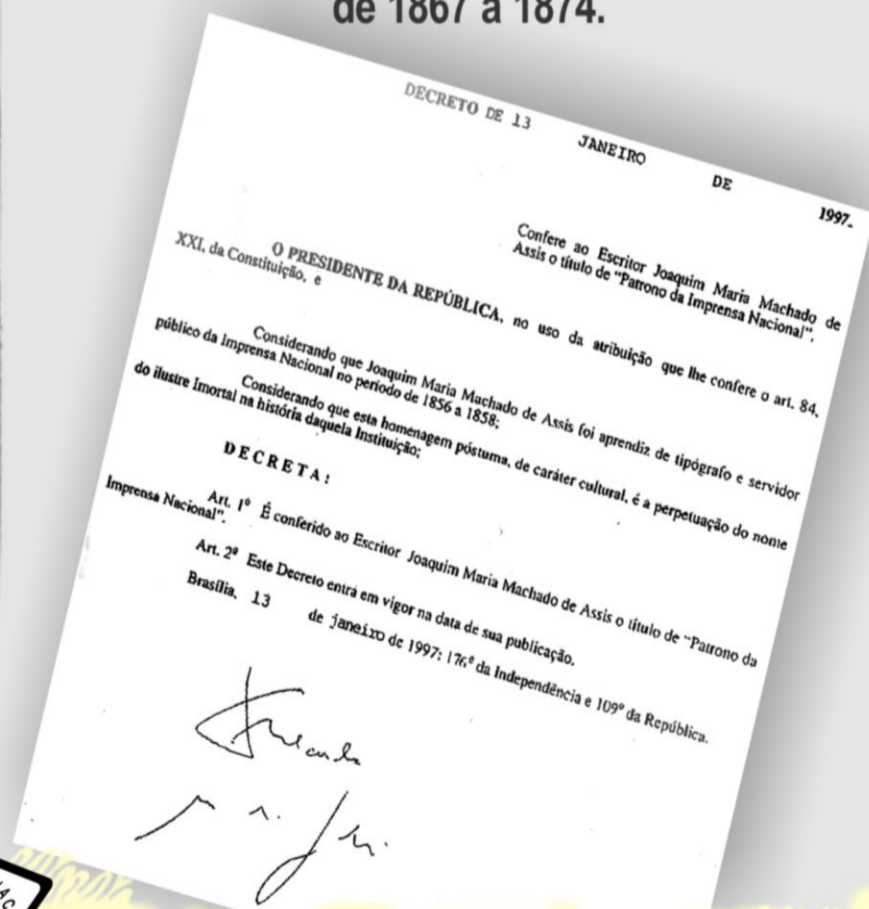 de 1867 a 1874.
DECRETO DE 13 JANEIRO DE 1997.
Confere ao Escritor Joaquim Maria Machado de
Assis o título de "Patrono da Imprensa Nacional".
O PRESIDENTE DA REPÚBLICA, no uso da atribuição que lhe confere o art. 84,
XXI, da Constituição, e
Considerando que Joaquim Maria Machado de Assis foi aprendiz de tipógrafo e servidor
público da Imprensa Nacional no período de 1856 a 1858;
Considerando que esta homenagem póstuma, de caráter cultural, é a perpetuação do nome
do ilustre Imortal na história daquela Instituição;
DECRETA:
Art. 1º É conferido ao Escritor Joaquim Maria Machado de Assis o título de "Patrono da
Imprensa Nacional".
Art. 2º Este Decreto entra em vigor na data de sua publicação.
Brasília, 13 de janeiro de 1997; 176º da Independência e 109º da República.